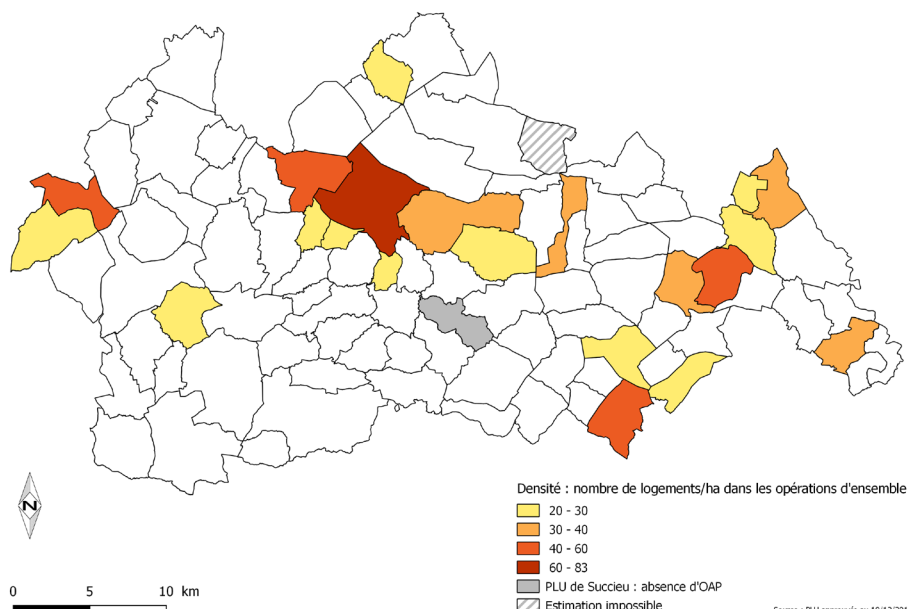 N
Densité : nombre de logements/ha dans les opérations d'ensemble
20 - 30
30 - 40
40 - 60
60 - 83
PLU de Succieu : absence d'OAP
Estimation impossible
0 5 10 km